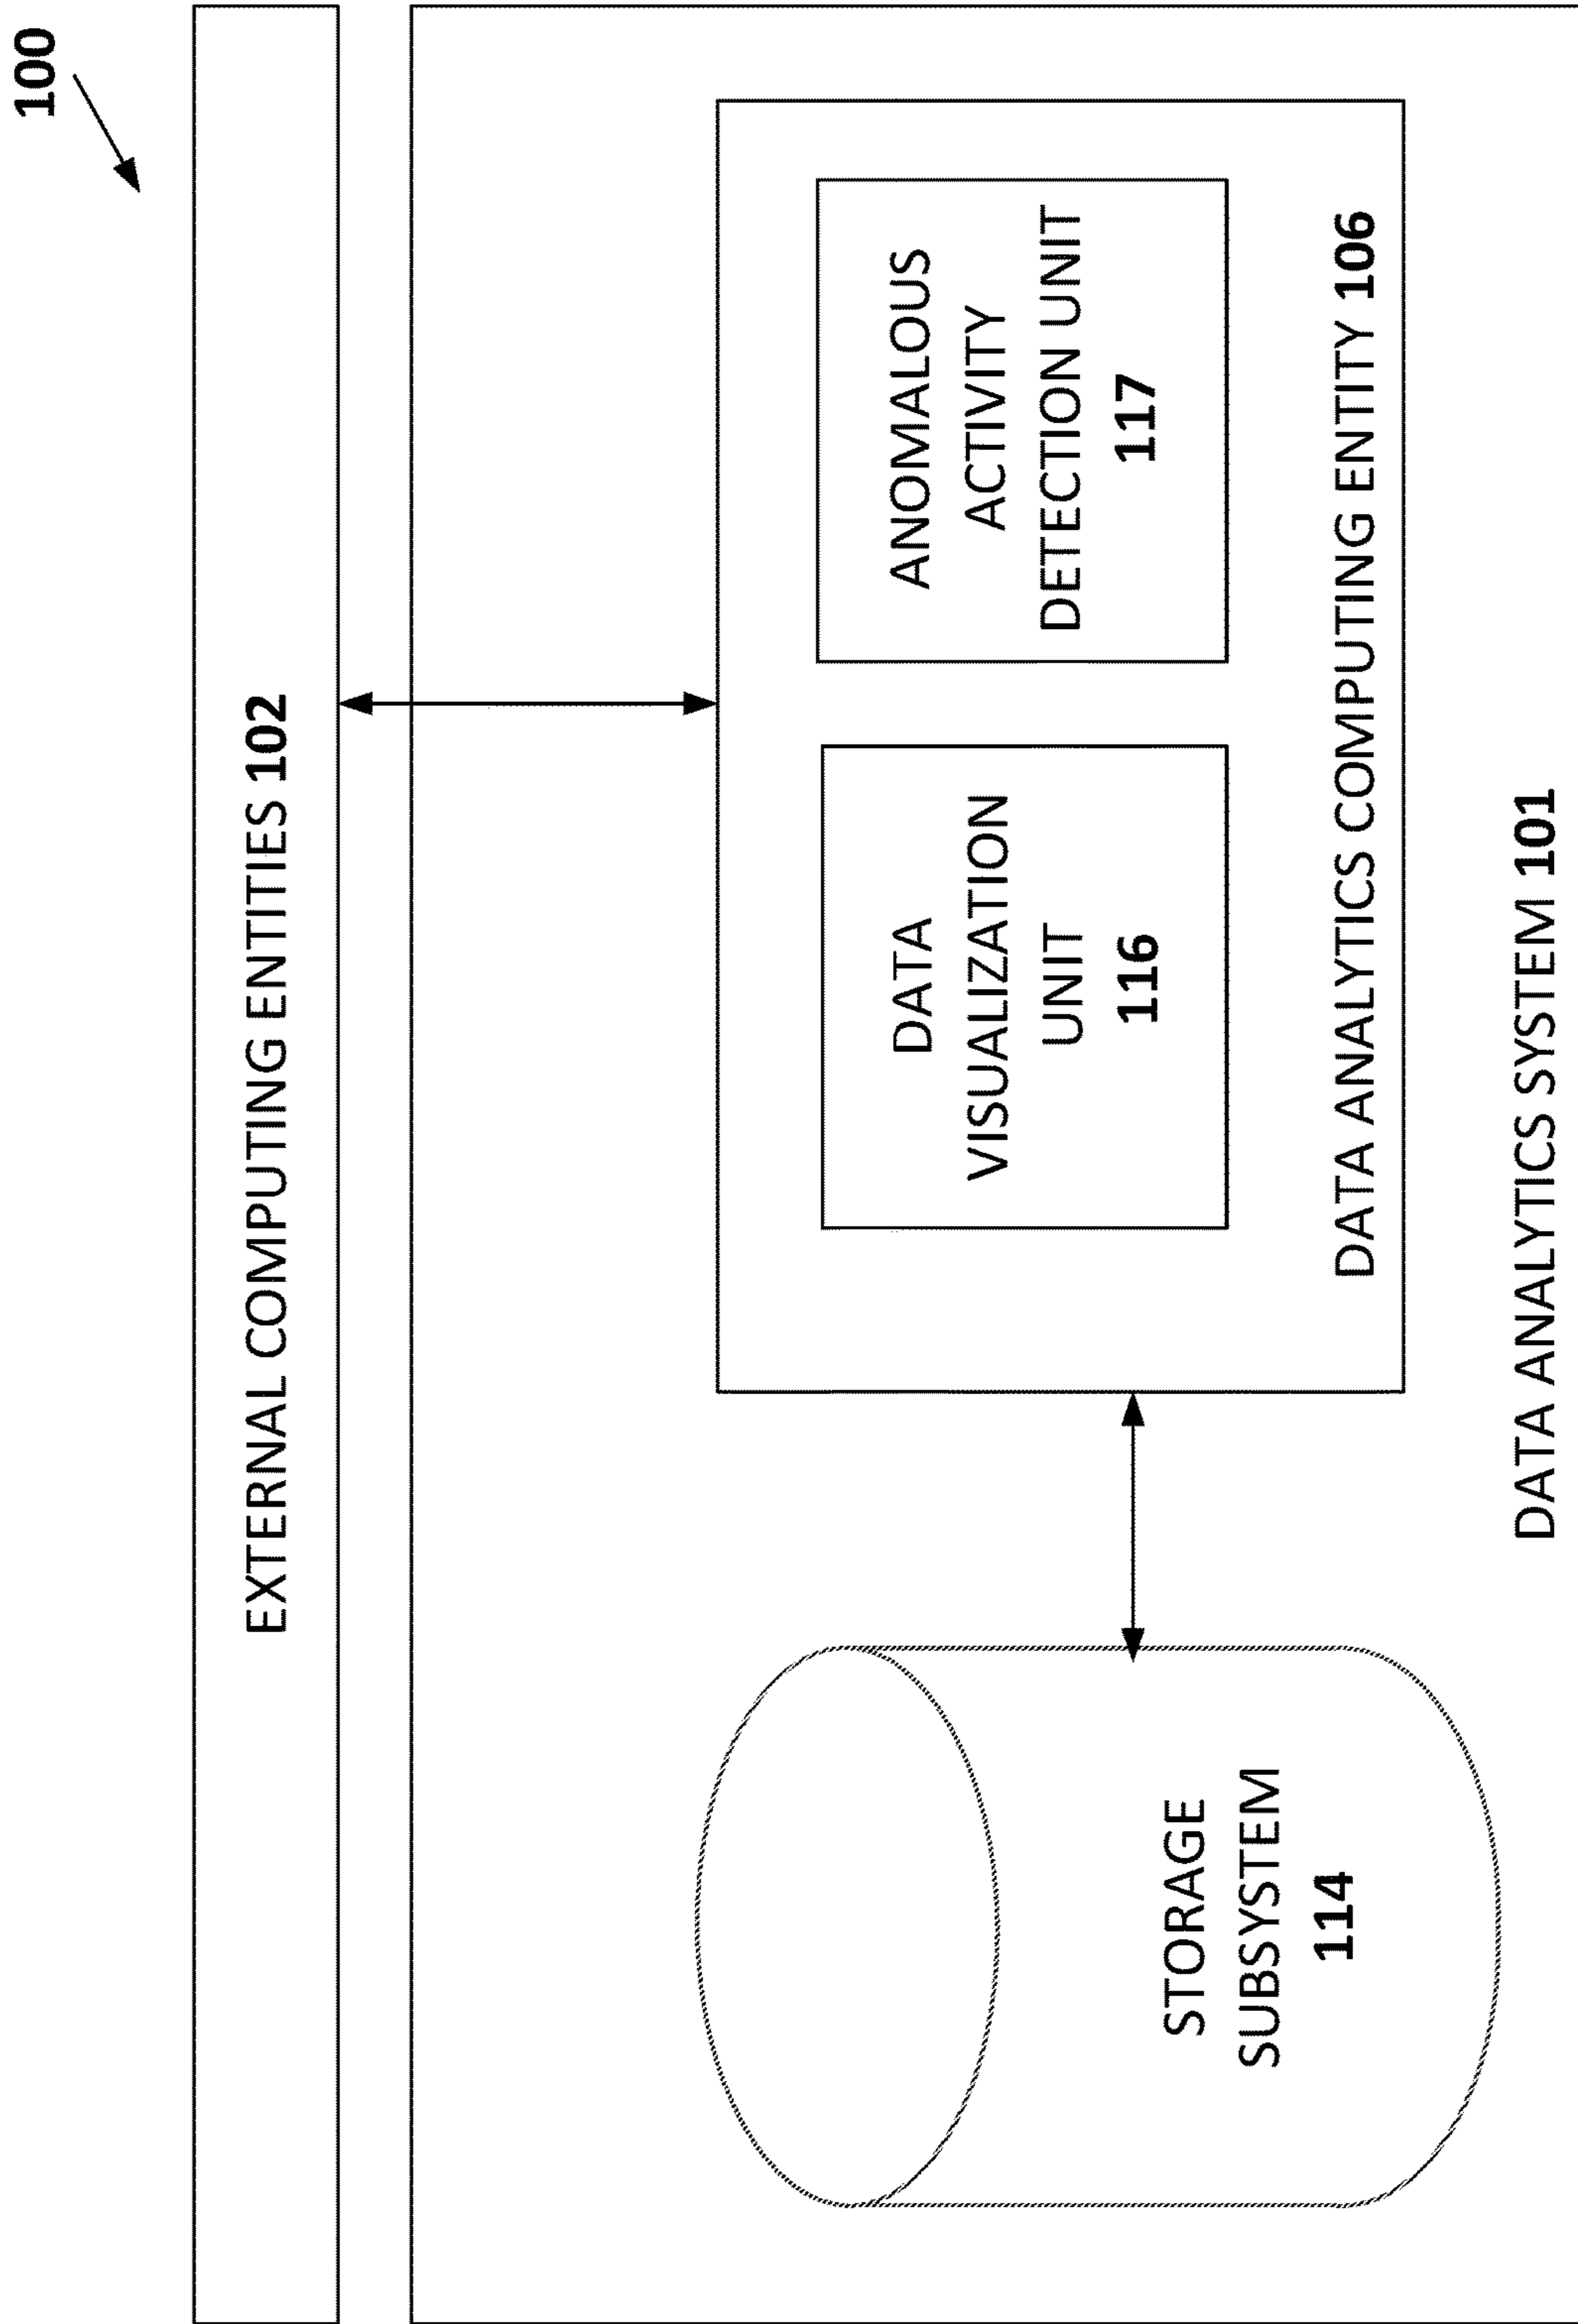 100
EXTERNAL COMPUTING ENTITIES 102
STORAGE
SUBSYSTEM
114
DATA
VISUALIZATION
UNIT
116
ANOMALOUS
ACTIVITY
DETECTION UNIT
117
DATA ANALYTICS COMPUTING ENTITY 106
DATA ANALYTICS SYSTEM 101